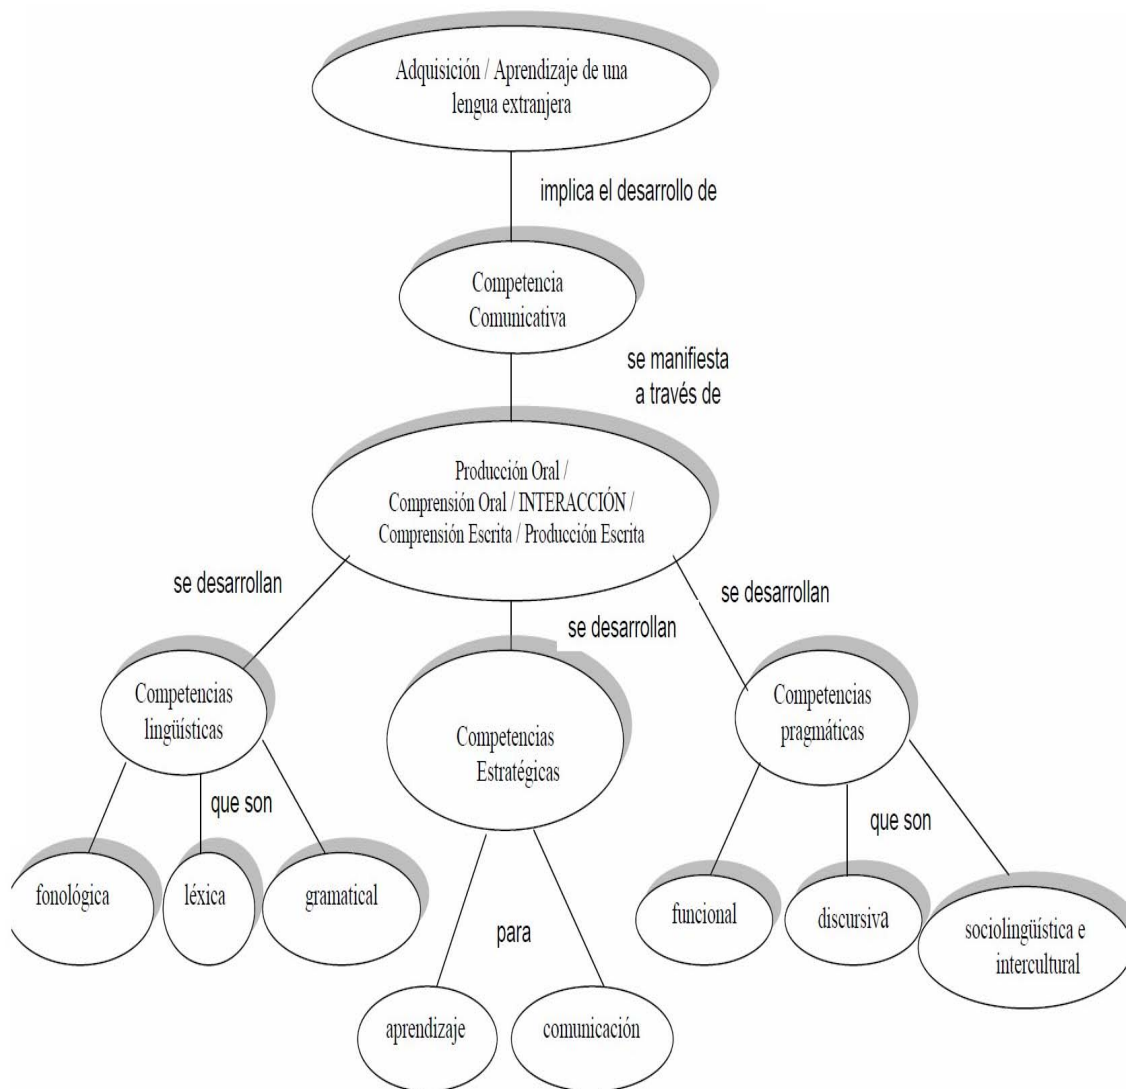 Adquisición / Aprendizaje de una
lengua extranjera
implica el desarrollo de
Competencia
Comunicativa
se manifiesta
a través de
Producción Oral /
Comprensión Oral / INTERACCIÓN /
Comprensión Escrita / Producción Escrita
se desarrollan
se desarrollan
se desarrollan
Competencias
lingüísticas
Competencias
Estratégicas
Competencias
pragmáticas
que son
que son
fonológica
léxica
gramatical
para
funcional
discursiva
sociolingüística e
intercultural
aprendizaje
comunicación